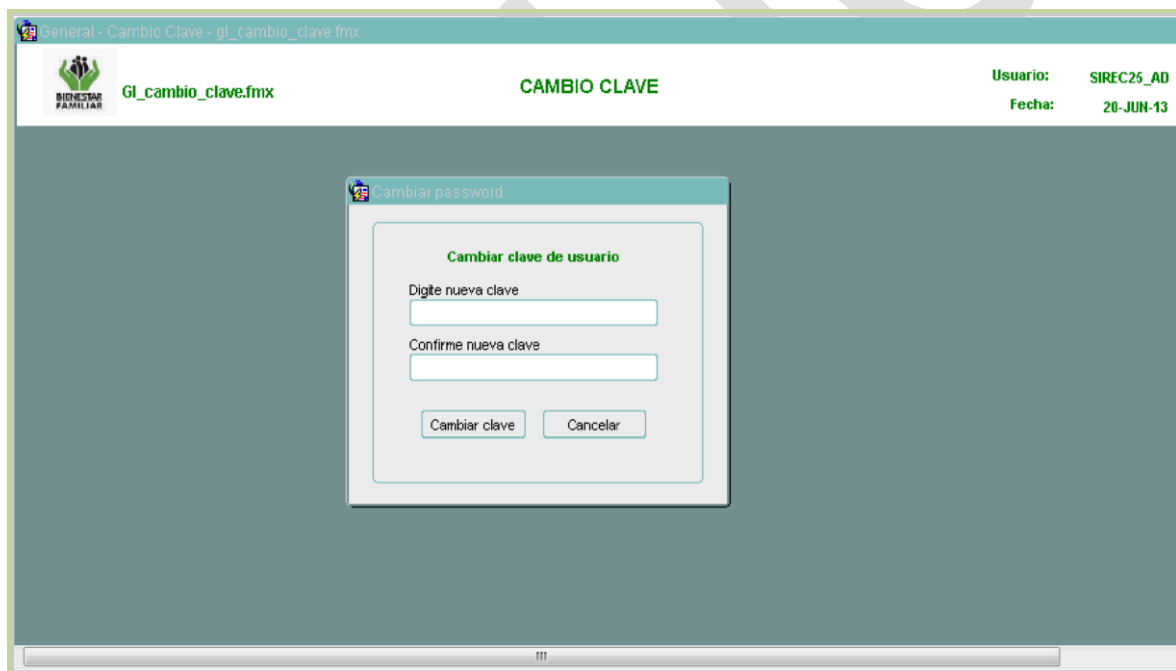 General - Cambio Clave - gl_cambio_clave.fmx
BIENESTAR
FAMILIAR
Gl_cambio_clave.fmx
CAMBIO CLAVE
Usuario: SIREC25_AD
Fecha: 20-JUN-13
Cambiar password
Cambiar clave de usuario
Digite nueva clave
Confirme nueva clave
Cambiar clave Cancelar